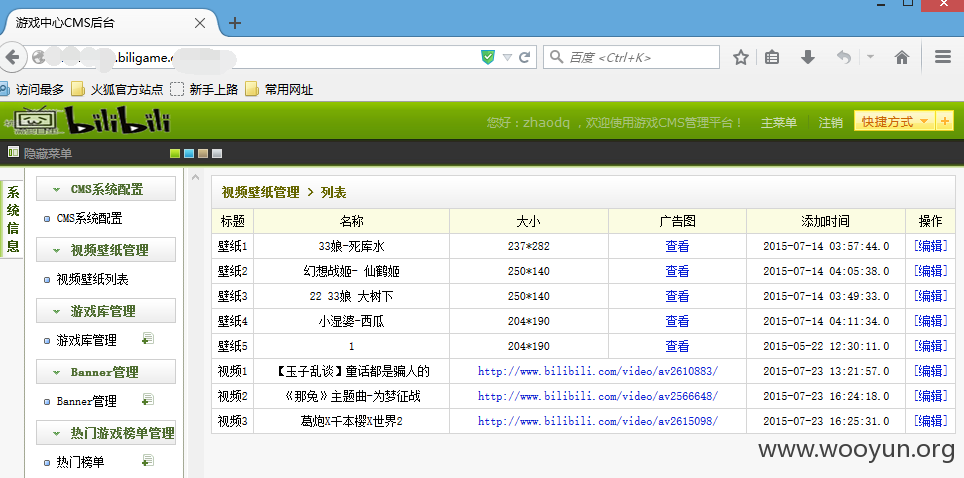 游戏中心CMS后台
.biligame.
百度 <Ctrl+K>
访问最多 火狐官方站点 新手上路 常用网址
bilibili
您好：zhaodq ，欢迎使用游戏CMS管理平台！ 主菜单 注销 快捷方式
隐藏菜单
系统信息
CMS系统配置
CMS系统配置
视频壁纸管理
视频壁纸列表
游戏库管理
游戏库管理
Banner管理
Banner管理
热门游戏榜单管理
热门榜单
视频壁纸管理 > 列表
标题 名称 大小 广告图 添加时间 操作
壁纸1 33娘-死库水 237*282 查看 2015-07-14 03:57:44.0 [编辑]
壁纸2 幻想战姬- 仙鹤姬 250*140 查看 2015-07-14 04:05:38.0 [编辑]
壁纸3 22 33娘 大树下 250*140 查看 2015-07-14 03:49:33.0 [编辑]
壁纸4 小湿婆-西瓜 204*190 查看 2015-07-14 04:11:34.0 [编辑]
壁纸5 1 204*190 查看 2015-05-22 12:30:11.0 [编辑]
视频1 【玉子乱谈】童话都是骗人的 http://www.bilibili.com/video/av2610883/ 2015-07-23 13:21:57.0 [编辑]
视频2 《那兔》主题曲-为梦征战 http://www.bilibili.com/video/av2566648/ 2015-07-23 16:24:18.0 [编辑]
视频3 葛炮X千本樱X世界2 http://www.bilibili.com/video/av2615098/ 2015-07-23 16:25:31.0 [编辑]
www.wooyun.org